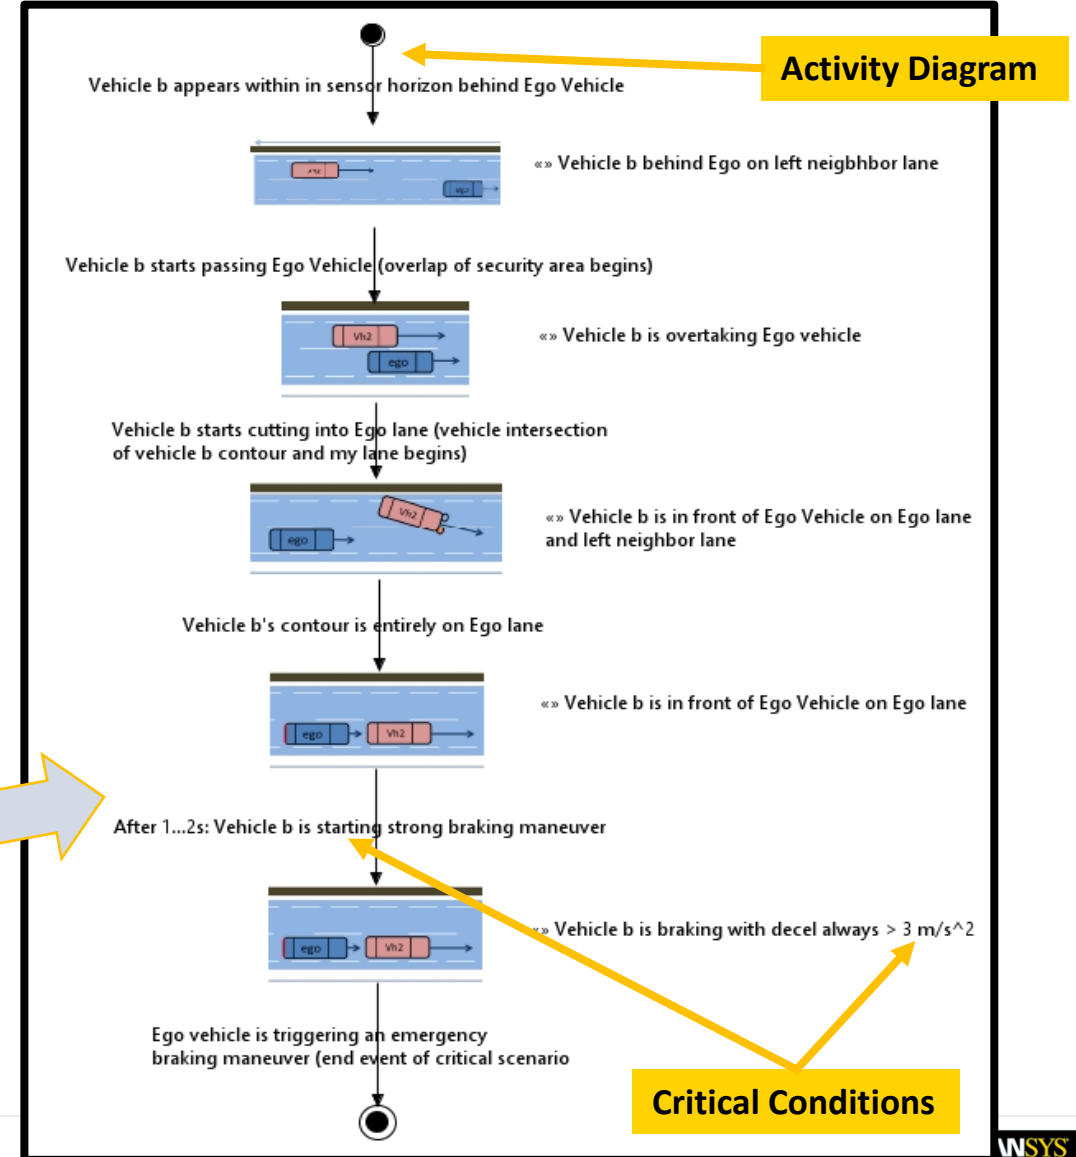 Activity Diagram
Vehicle b appears within in sensor horizon behind Ego Vehicle
«» Vehicle b behind Ego on left neigbhbor lane
Vehicle b starts passing Ego Vehicle (overlap of security area begins)
Vh2
ego
«» Vehicle b is overtaking Ego vehicle
Vehicle b starts cutting into Ego lane (vehicle intersection
of vehicle b contour and my lane begins)
Vh2
ego
«» Vehicle b is in front of Ego Vehicle on Ego lane
and left neighbor lane
Vehicle b's contour is entirely on Ego lane
«» Vehicle b is in front of Ego Vehicle on Ego lane
ego Vh2
After 1...2s: Vehicle b is starting strong braking maneuver
«» Vehicle b is braking with decel always > 3 m/s^2
ego Vh2
Ego vehicle is triggering an emergency
braking maneuver (end event of critical scenario
Critical Conditions